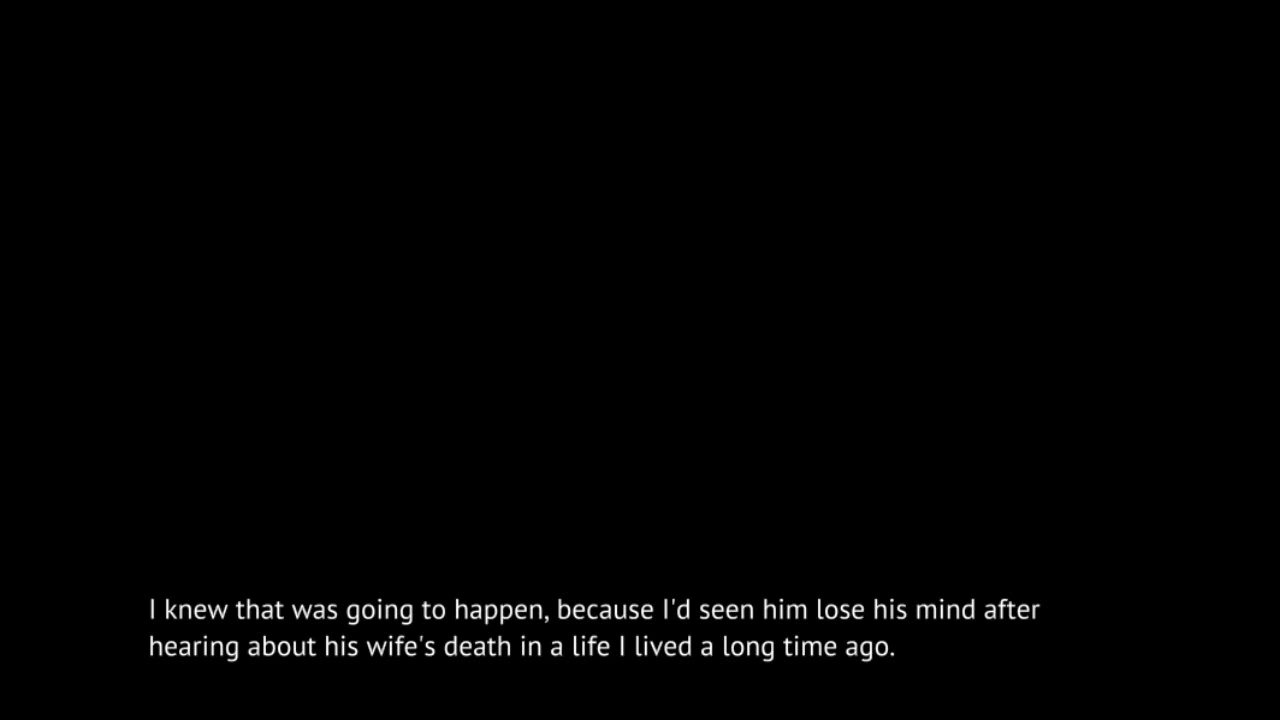 I knew that was going to happen, because I'd seen him lose his mind after
hearing about his wife's death in a life I lived a long time ago.